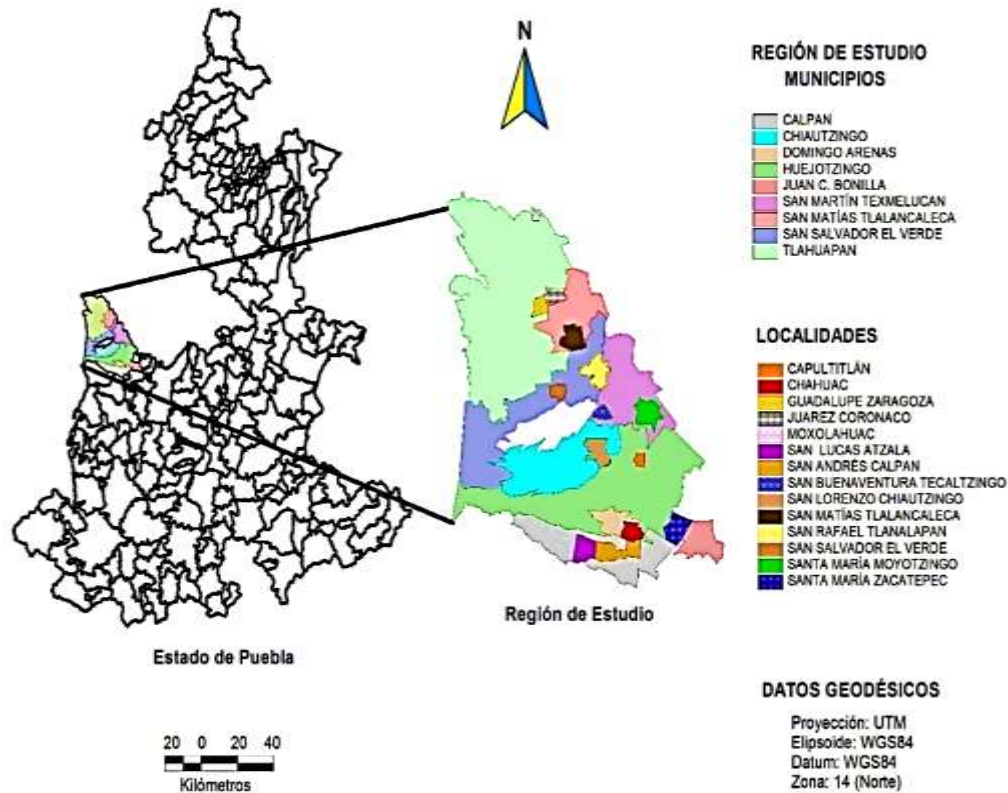 N
REGIÓN DE ESTUDIO
MUNICIPIOS
CALPAN
CHIAUTZINGO
DOMINGO ARENAS
HUEJOTZINGO
JUAN C. BONILLA
SAN MARTÍN TEXMELUCAN
SAN MATÍAS TLALANCALECA
SAN SALVADOR EL VERDE
TLAHUAPAN
LOCALIDADES
CAPULTITLÁN
CHAHUAC
GUADALUPE ZARAGOZA
JUAREZ CORONACO
MOXOLAHUAC
SAN LUCAS ATZALA
SAN ANDRÉS CALPAN
SAN BUENAVENTURA TECALTZINGO
SAN LORENZO CHIAUTZINGO
SAN MATÍAS TLALANCALECA
SAN RAFAEL TLANALAPAN
SAN SALVADOR EL VERDE
SANTA MARÍA MOYOTZINGO
SANTA MARÍA ZACATEPEC
Región de Estudio
Estado de Puebla
DATOS GEODÉSICOS
Proyección: UTM
Elipsoide: WGS84
Datum: WGS84
Zona: 14 (Norte)
20 0 20 40
Kilómetros